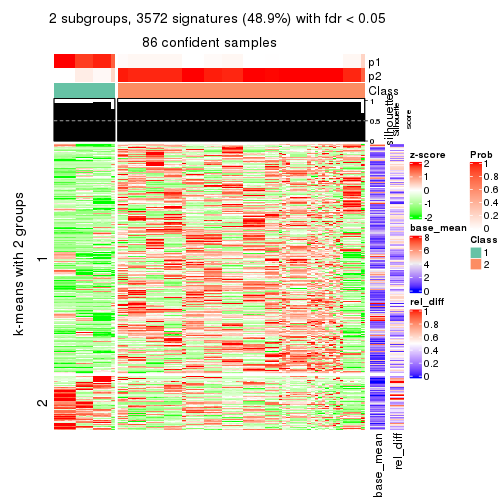 2 subgroups, 3572 signatures (48.9%) with fdr < 0.05
86 confident samples
p1
p2
Class
1
0.5
0
silhouette
Silhouette
score
k-means with 2 groups
1
2
base_mean
rel_diff
z-score
2
1
0
-1
-2
base_mean
8
6
4
2
0
rel_diff
1
0.8
0.6
0.4
0.2
0
Prob
1
0.8
0.6
0.4
0.2
0
Class
1
2